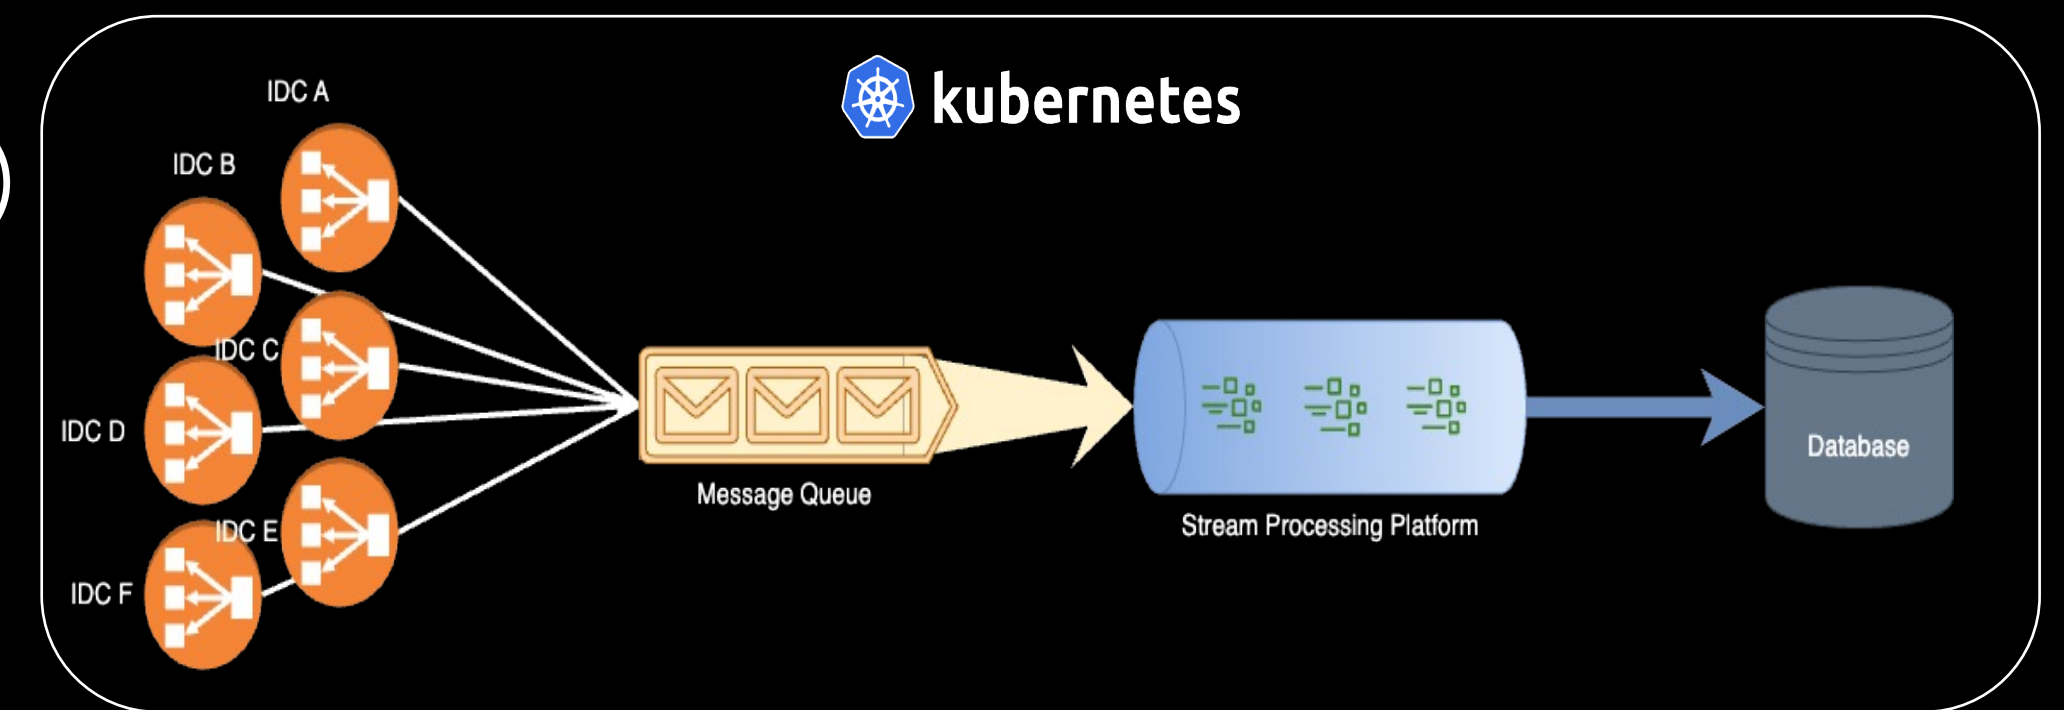 kubernetes
IDC A
IDC B
IDC C
IDC D
IDC E
IDC F
Message Queue
Stream Processing Platform
Database